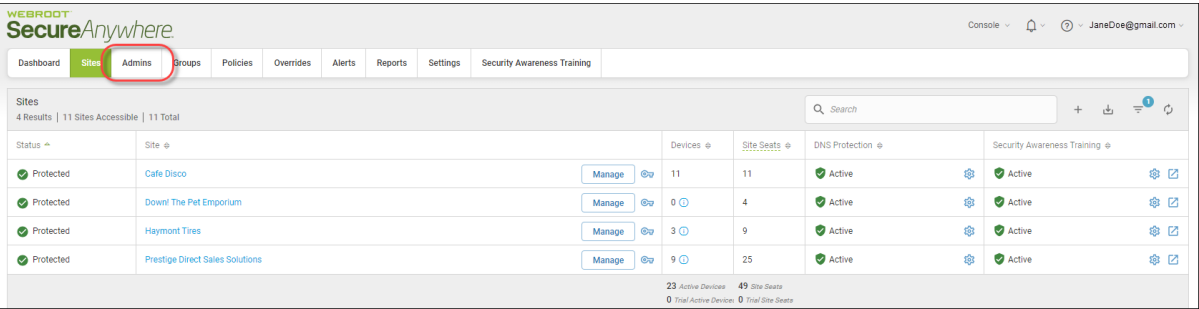 WEBROOT
SecureAnywhere.
Console
JaneDoe@gmail.com
Dashboard Sites Admins Groups Policies Overrides Alerts Reports Settings Security Awareness Training
Sites
4 Results | 11 Sites Accessible | 11 Total
Search
1
Status Site Devices Site Seats DNS Protection Security Awareness Training
Protected Cafe Disco Manage 11 11 Active Active
Protected Down! The Pet Emporium Manage 0 4 Active Active
Protected Haymont Tires Manage 3 9 Active Active
Protected Prestige Direct Sales Solutions Manage 9 25 Active Active
23 Active Devices 49 Site Seats
0 Trial Active Devices 0 Trial Site Seats